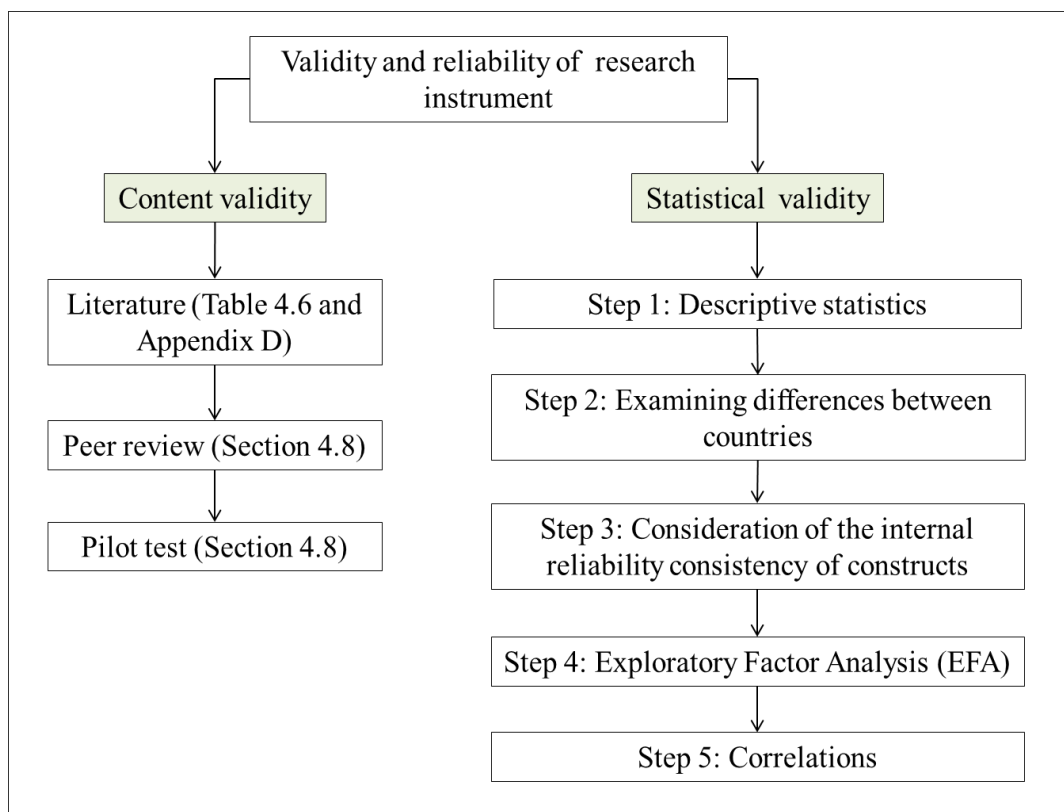 Validity and reliability of research
instrument
Content validity
Literature (Table 4.6 and
Appendix D)
Peer review (Section 4.8)
Pilot test (Section 4.8)
Statistical validity
Step 1: Descriptive statistics
Step 2: Examining differences between
countries
Step 3: Consideration of the internal
reliability consistency of constructs
Step 4: Exploratory Factor Analysis (EFA)
Step 5: Correlations